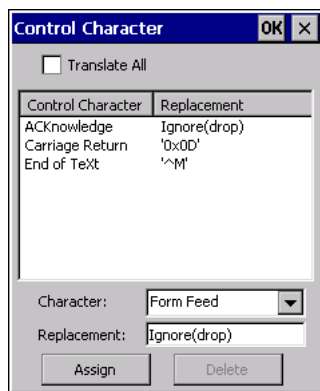 Control Character OK ×
Translate All
Control Character Replacement
ACKnowledge Ignore(drop)
Carriage Return '0x0D'
End of TeXt '^M'
Character: Form Feed
Replacement: Ignore(drop)
Assign Delete